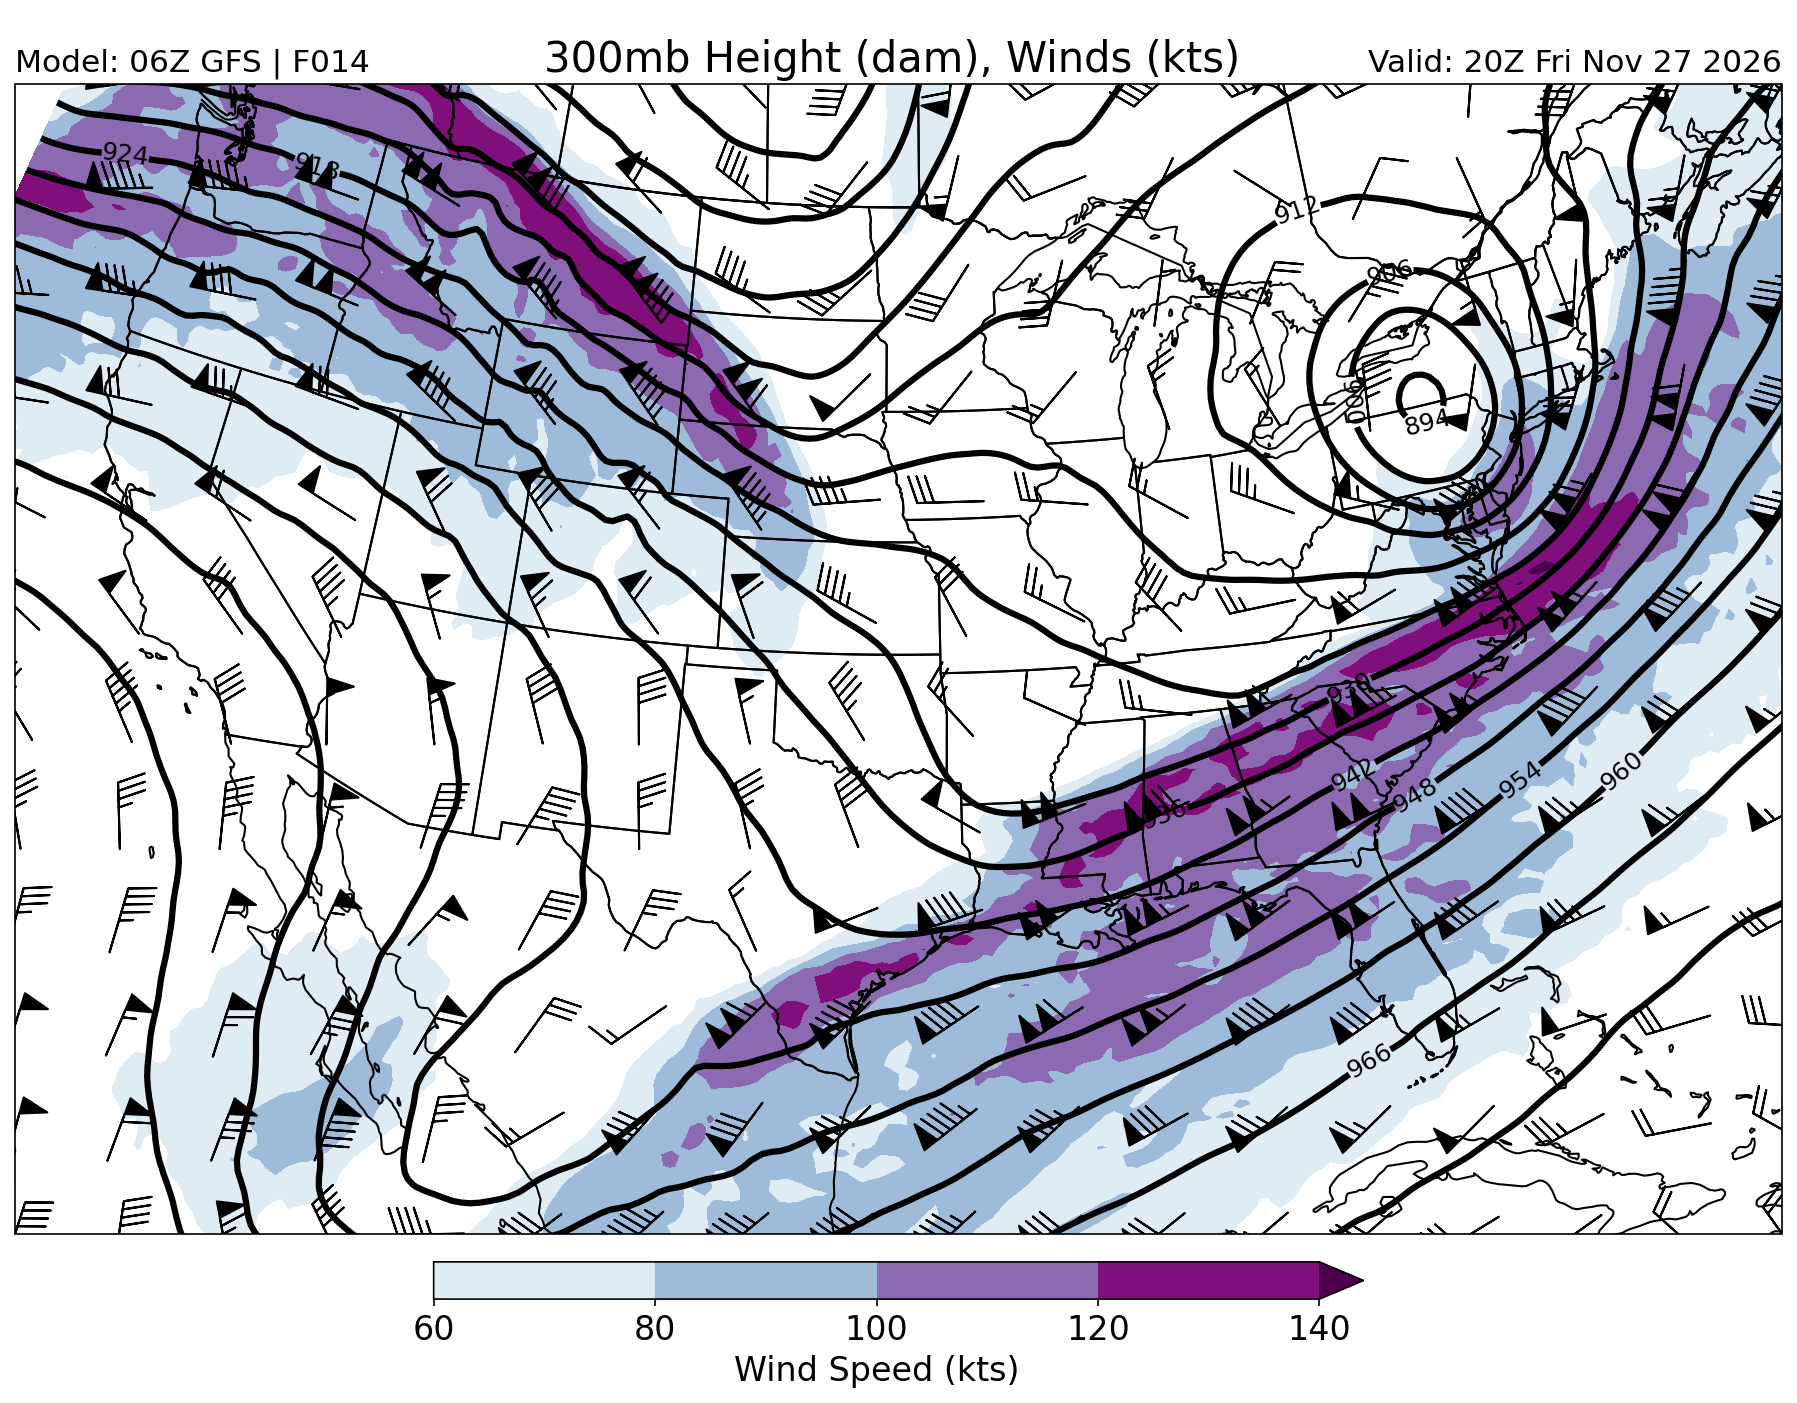 Model: 06Z GFS | F014
300mb Height (dam), Winds (kts)
Valid: 20Z Fri Nov 27 2026
924
918
912
906
900
894
930
936
942
948
954
960
966
60 80 100 120 140
Wind Speed (kts)